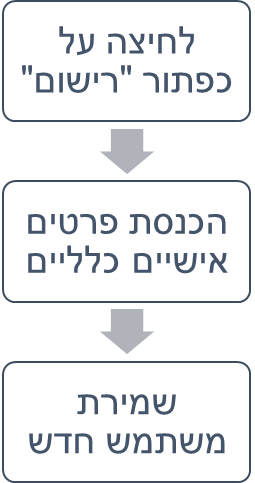 לחיצה על
כפתור "רישום"
הכנסת פרטים
אישיים כלליים
שמירת
משתמש חדש